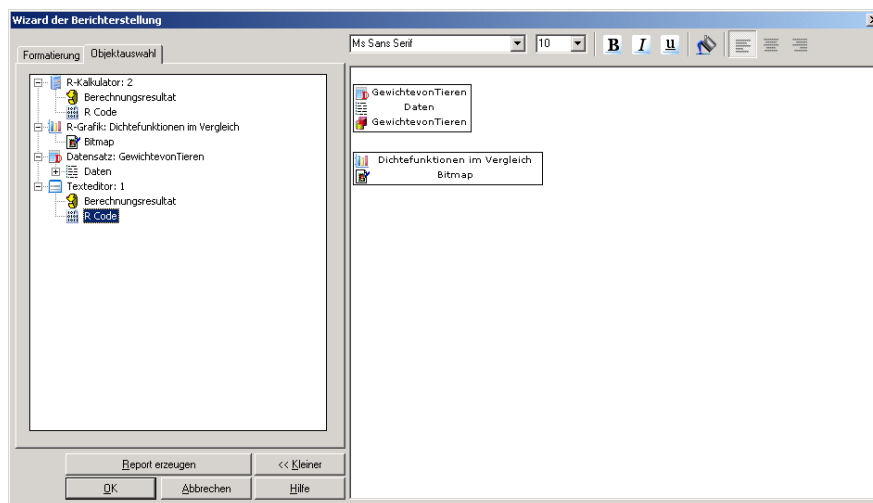 Wizard der Berichterstellung
Formatierung Objektauswahl
Ms Sans Serif 10 B I u
R-Kalkulator: 2
Berechnungsresultat
R Code
R-Grafik: Dichtefunktionen im Vergleich
Bitmap
Datensatz: GewichtevonTieren
Daten
Texteditor: 1
Berechnungsresultat
R Code
GewichtevonTieren
Daten
GewichtevonTieren
Dichtefunktionen im Vergleich
Bitmap
Report erzeugen << Kleiner
OK Abbrechen Hilfe